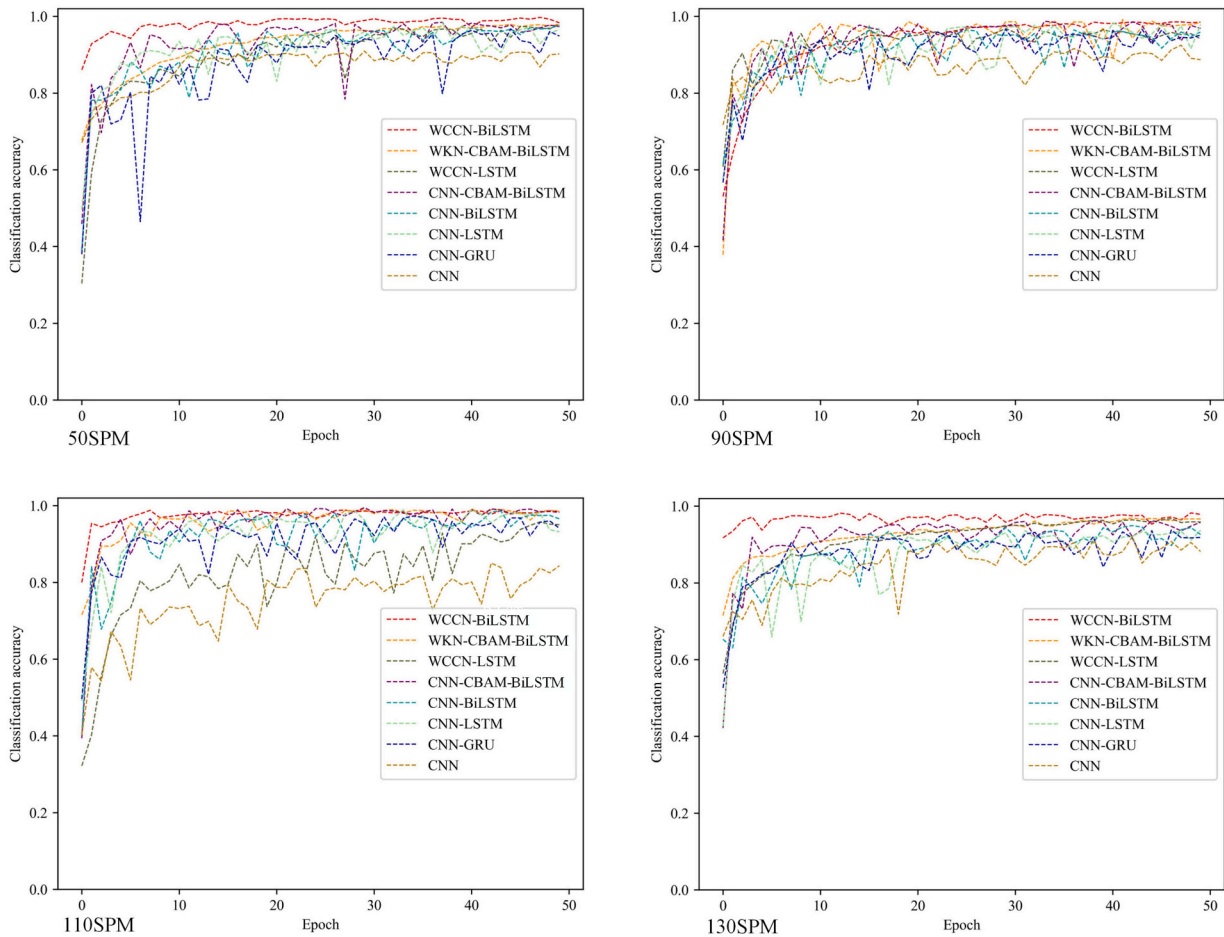 1.0
0.8
0.6
0.4
0.2
0.0
Classification accuracy
WCCN-BiLSTM
WKN-CBAM-BiLSTM
WCCN-LSTM
CNN-CBAM-BiLSTM
CNN-BiLSTM
CNN-LSTM
CNN-GRU
CNN
0 10 20 30 40 50
Epoch
50SPM
1.0
0.8
0.6
0.4
0.2
0.0
Classification accuracy
WCCN-BiLSTM
WKN-CBAM-BiLSTM
WCCN-LSTM
CNN-CBAM-BiLSTM
CNN-BiLSTM
CNN-LSTM
CNN-GRU
CNN
0 10 20 30 40 50
Epoch
90SPM
1.0
0.8
0.6
0.4
0.2
0.0
Classification accuracy
WCCN-BiLSTM
WKN-CBAM-BiLSTM
WCCN-LSTM
CNN-CBAM-BiLSTM
CNN-BiLSTM
CNN-LSTM
CNN-GRU
CNN
0 10 20 30 40 50
Epoch
110SPM
1.0
0.8
0.6
0.4
0.2
0.0
Classification accuracy
WCCN-BiLSTM
WKN-CBAM-BiLSTM
WCCN-LSTM
CNN-CBAM-BiLSTM
CNN-BiLSTM
CNN-LSTM
CNN-GRU
CNN
0 10 20 30 40 50
Epoch
130SPM